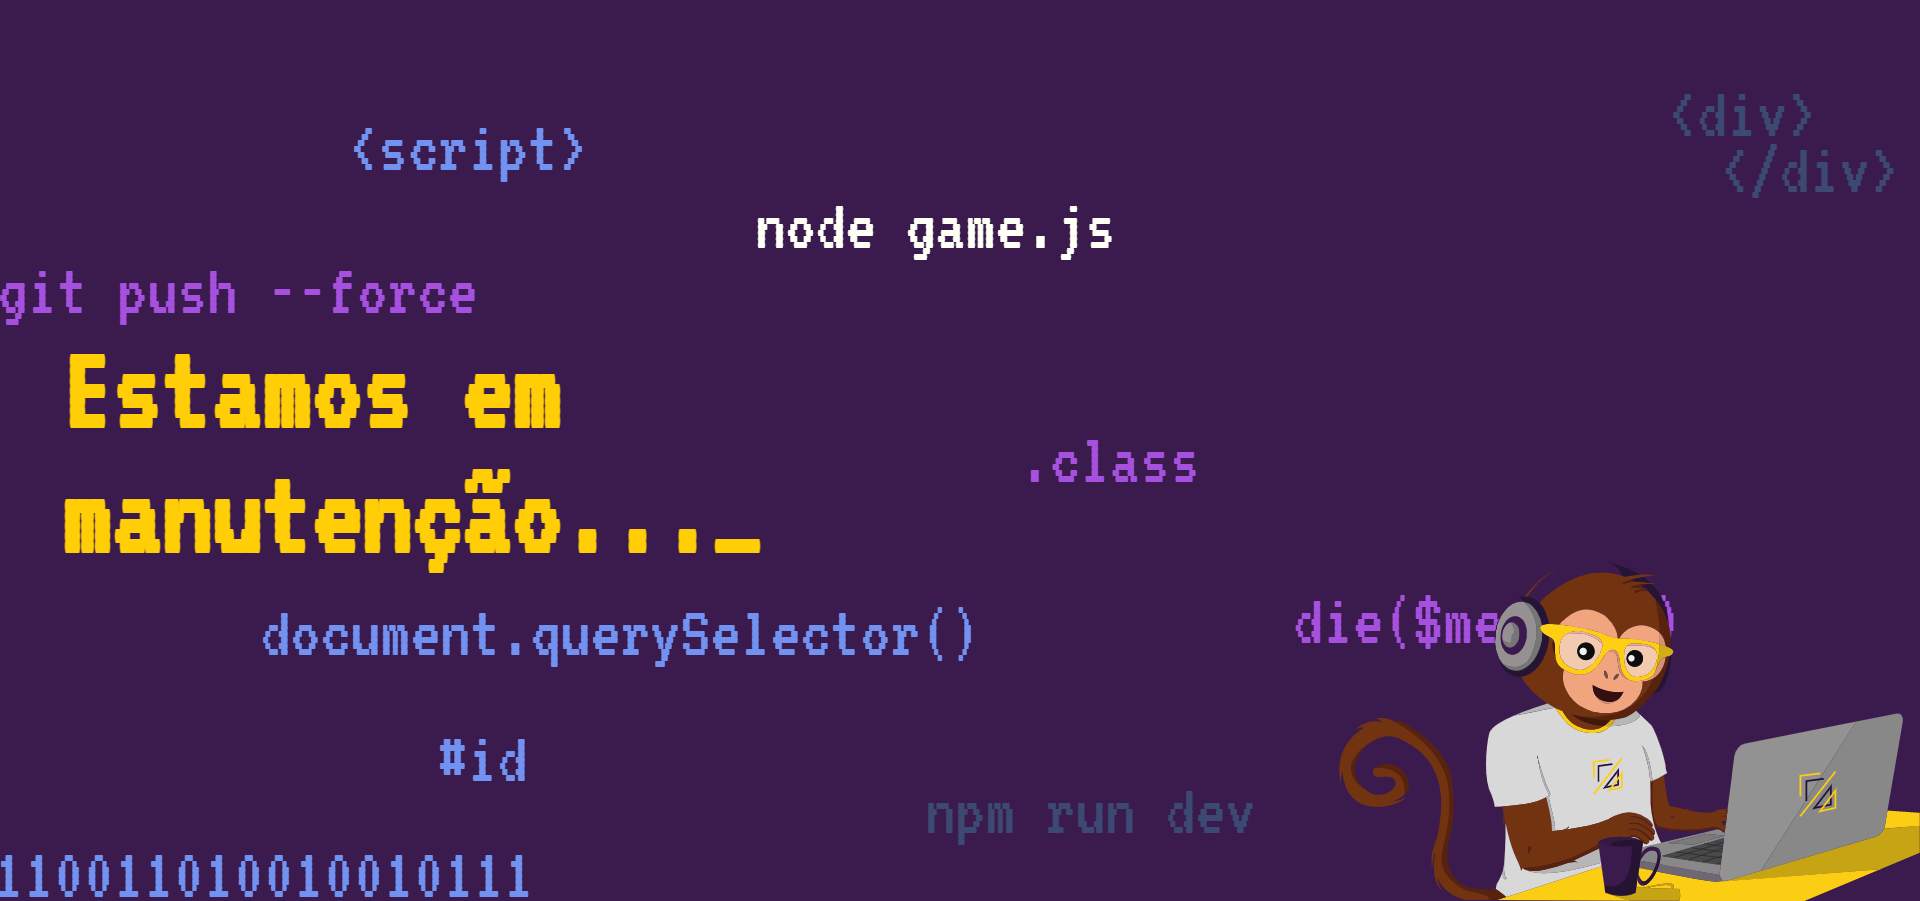 <div>
<script>
</div>
node game.js
git push --force
Estamos em
.class
manutenção..._
document.querySelector()
die($me
#id
npm run dev
110011010010010111